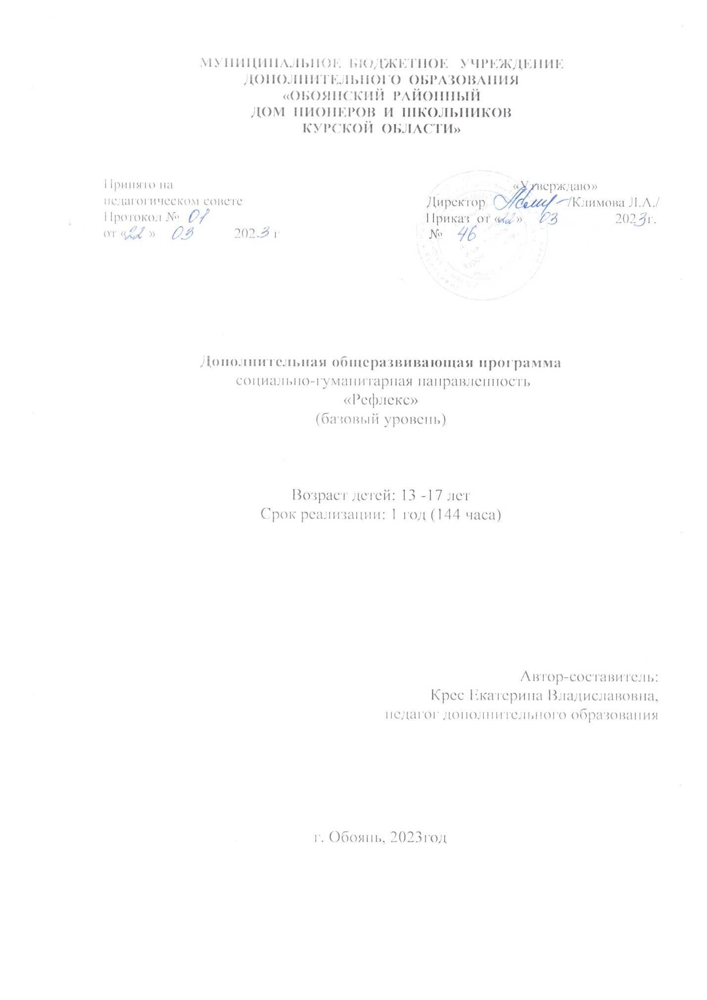 МУНИЦИПАЛЬНОЕ БЮДЖЕТНОЕ УЧРЕЖДЕНИЕ
ДОПОЛНИТЕЛЬНОГО ОБРАЗОВАНИЯ
«ОБОЯНСКИЙ РАЙОННЫЙ
ДОМ ПИОНЕРОВ И ШКОЛЬНИКОВ
КУРСКОЙ ОБЛАСТИ»
Принято на
педагогическом совете
Протокол № 01
от «22 » 03 2023 г
«Утверждаю»
Директор /Климова Л.А./
Приказ от «22» 03 2023г.
№ 46
Дополнительная общеразвивающая программа
социально-гуманитарная направленность
«Рефлекс»
(базовый уровень)
Возраст детей: 13 -17 лет
Срок реализации: 1 год (144 часа)
Автор-составитель:
Крес Екатерина Владиславовна,
педагог дополнительного образования
г. Обоянь, 2023год